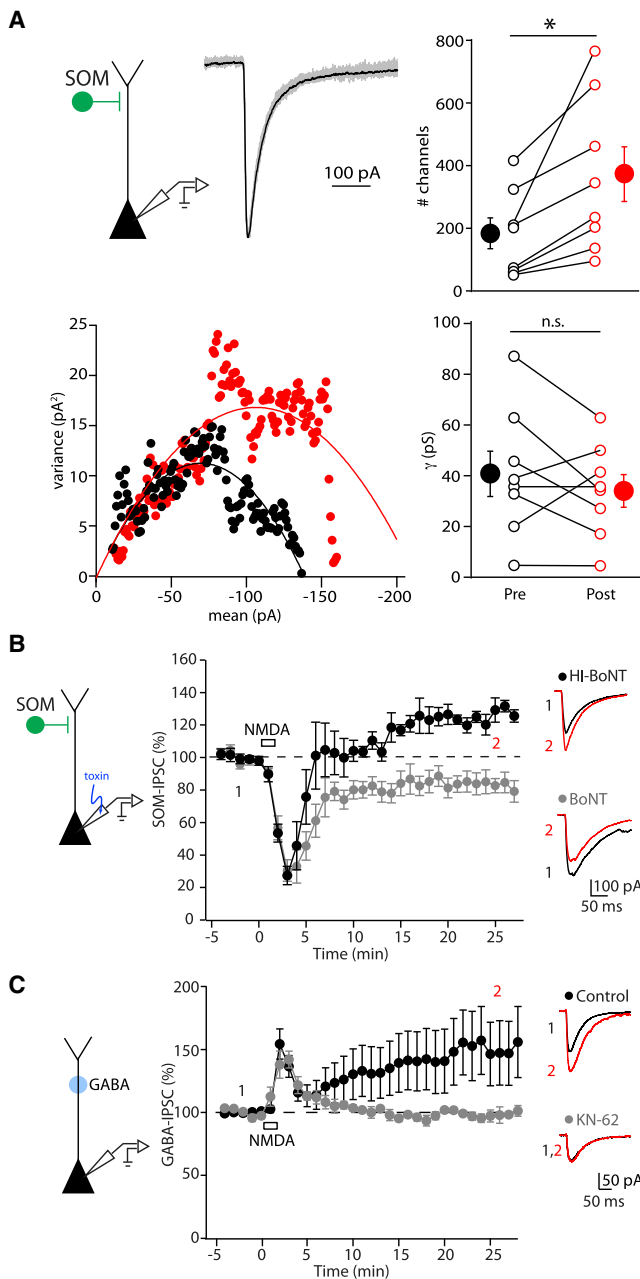 A
SOM
100 pA
# channels
800
600
400
200
0
*
variance (pA²)
25
20
15
10
5
0
0 -50 -100 -150 -200
mean (pA)
γ (pS)
100
80
60
40
20
0
n.s.
Pre Post
B
SOM
toxin
SOM-IPSC (%)
160
140
120
100
80
60
40
20
0
NMDA
1
2
-5 0 5 10 15 20 25
Time (min)
HI-BoNT
1
2
BoNT
2
1
100 pA
50 ms
C
GABA
GABA-IPSC (%)
200
150
100
50
0
1
2
NMDA
-5 0 5 10 15 20 25
Time (min)
Control
1
2
KN-62
1,2
50 pA
50 ms